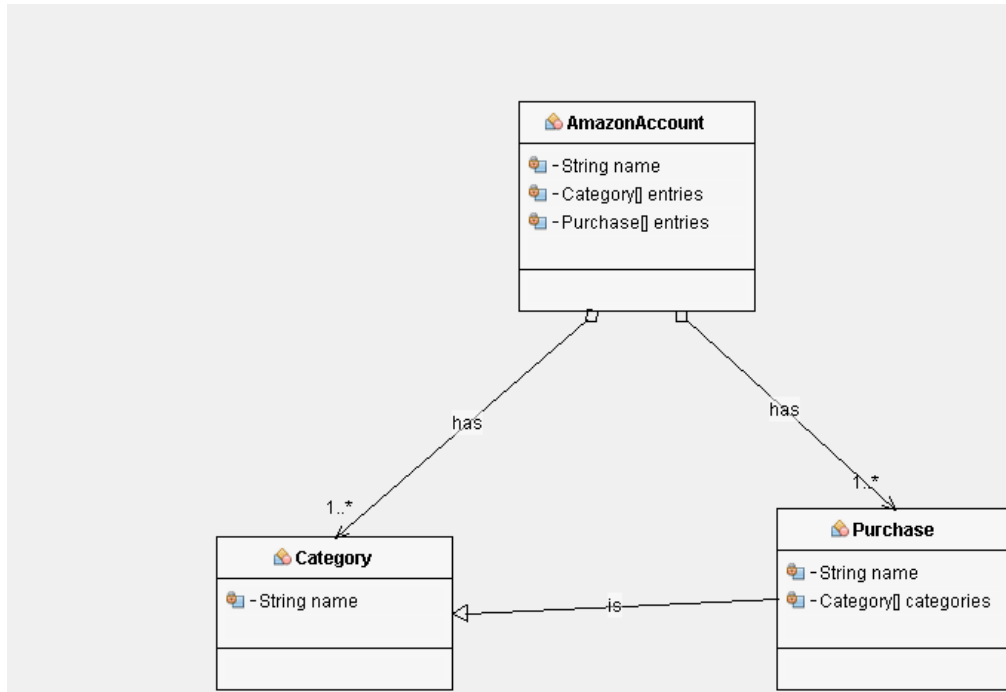 AmazonAccount
-String name
-Category[] entries
-Purchase[] entries
has
has
1..*
1..*
Purchase
-String name
-Category[] categories
Category
-String name
is